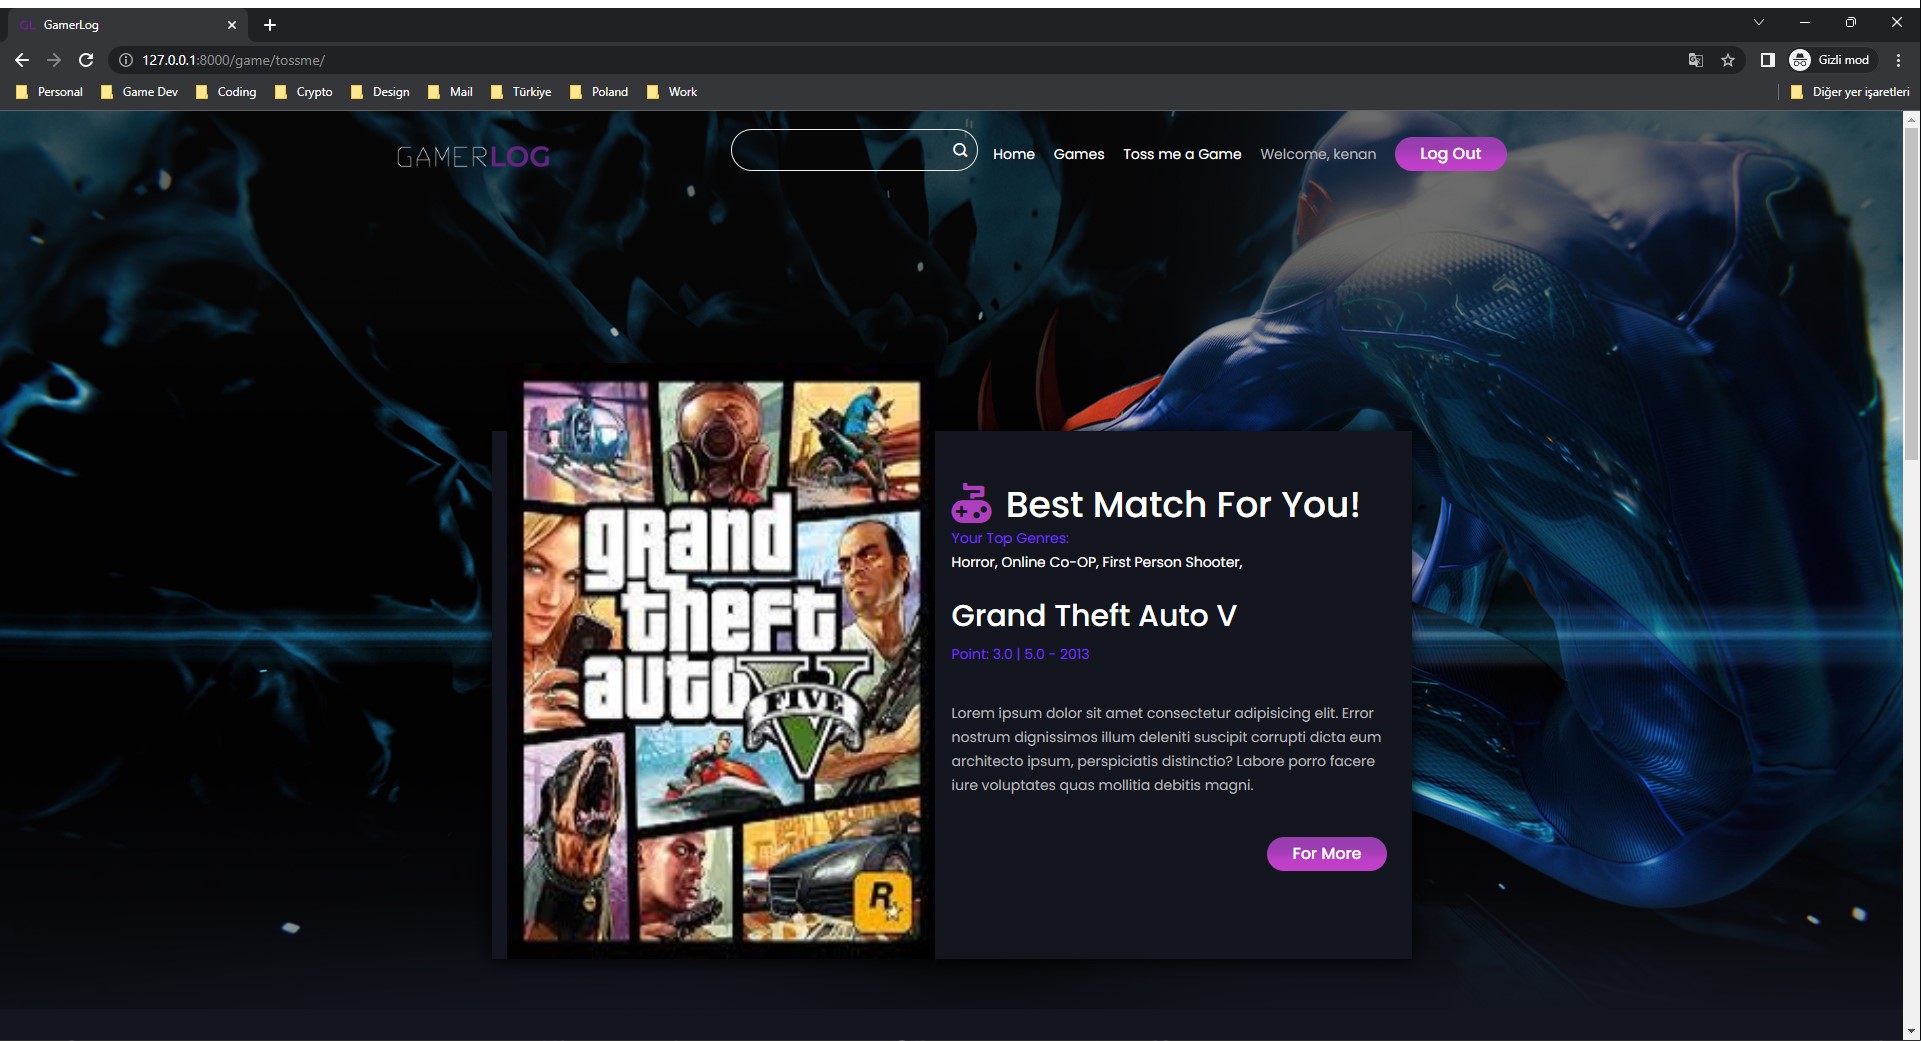 GL GamerLog
127.0.0.1:8000/game/tossme/
Gizli mod
Personal Game Dev Coding Crypto Design Mail Türkiye Poland Work Diğer yer işaretleri
GAMERLOG Home Games Toss me a Game Welcome, kenan Log Out
grand
theft
auto
V
FIVE
R
Best Match For You!
Your Top Genres:
Horror, Online Co-OP, First Person Shooter,
Grand Theft Auto V
Point: 3.0 | 5.0 - 2013
Lorem ipsum dolor sit amet consectetur adipisicing elit. Error
nostrum dignissimos illum deleniti suscipit corrupti dicta eum
architecto ipsum, perspiciatis distinctio? Labore porro facere
iure voluptates quas mollitia debitis magni.
For More